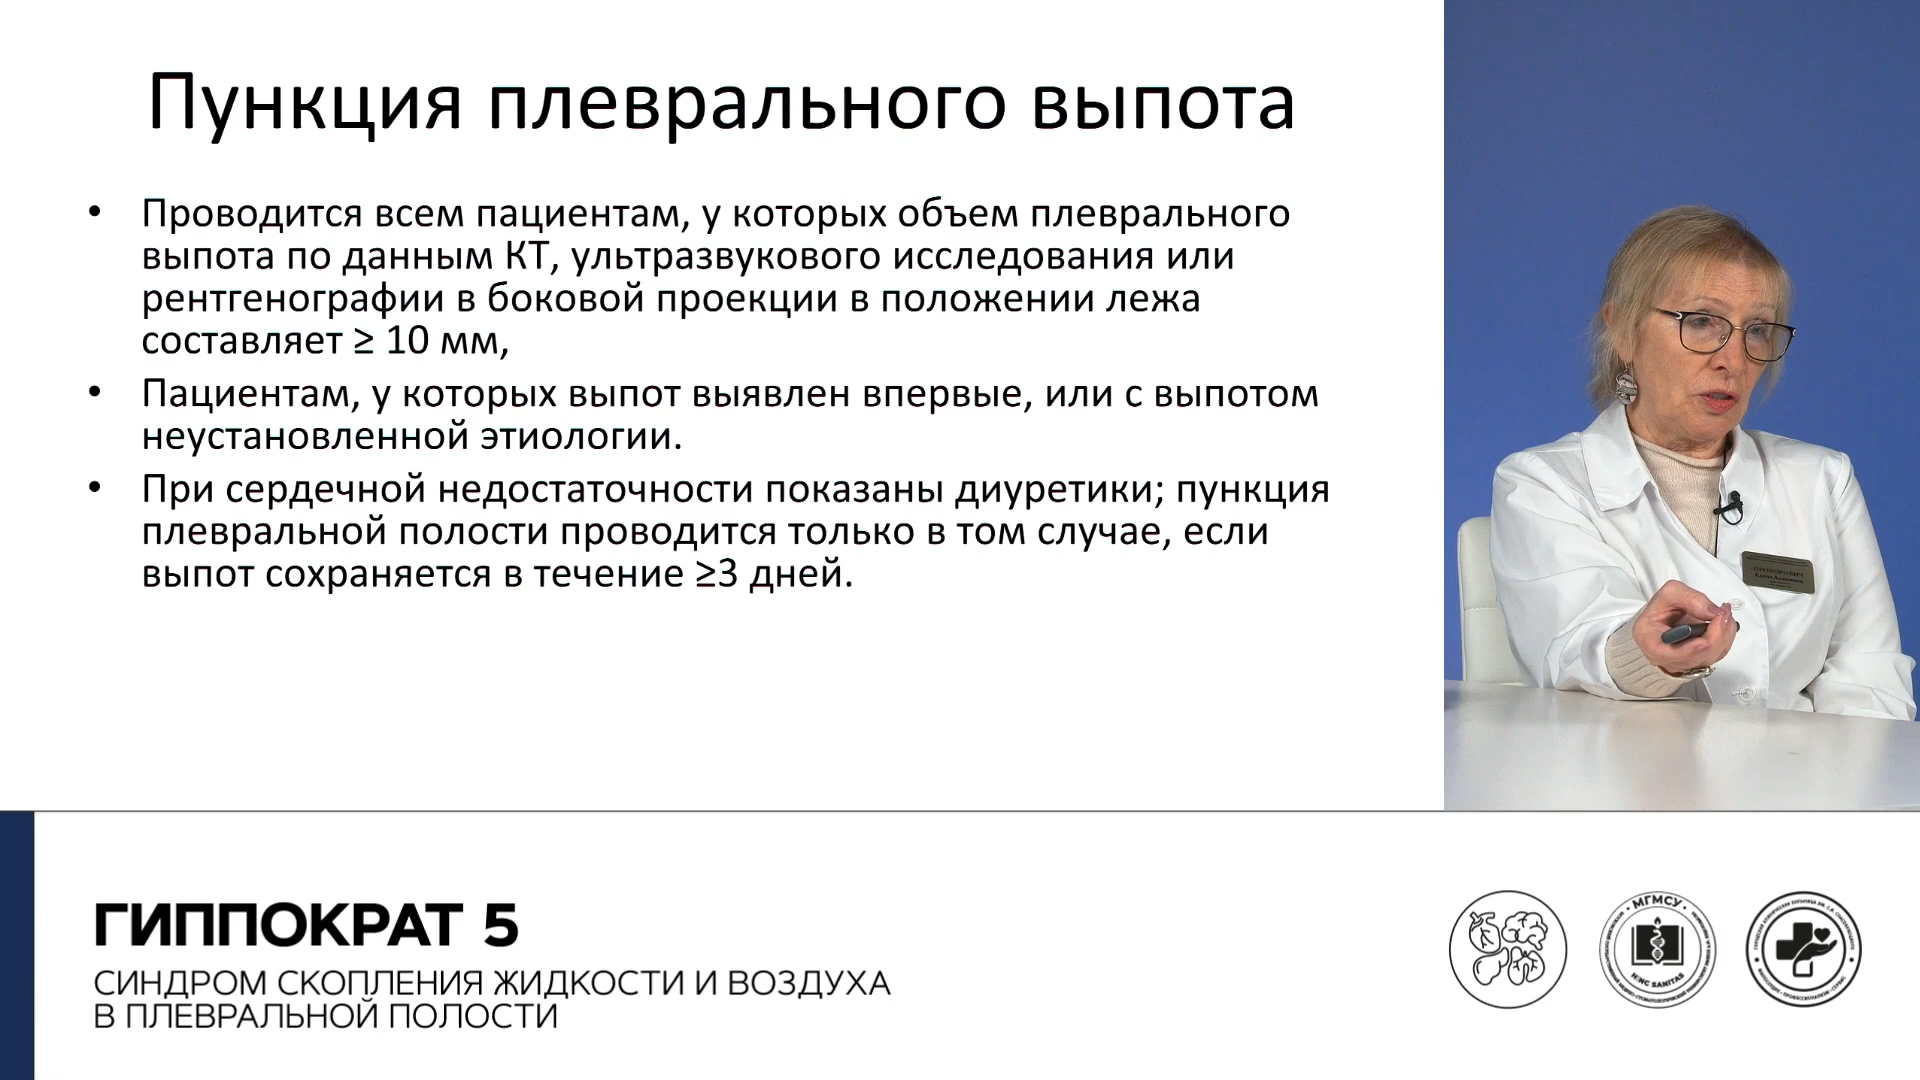 Пункция плеврального выпота
• Проводится всем пациентам, у которых объем плеврального
выпота по данным КТ, ультразвукового исследования или
рентгенографии в боковой проекции в положении лежа
составляет ≥ 10 мм,
• Пациентам, у которых выпот выявлен впервые, или с выпотом
неустановленной этиологии.
• При сердечной недостаточности показаны диуретики; пункция
плевральной полости проводится только в том случае, если
выпот сохраняется в течение ≥3 дней.
ПРОХОРОВИЧ
ГИППОКРАТ 5
СИНДРОМ СКОПЛЕНИЯ ЖИДКОСТИ И ВОЗДУХА
В ПЛЕВРАЛЬНОЙ ПОЛОСТИ
МГМСУ
HINC SANITAS